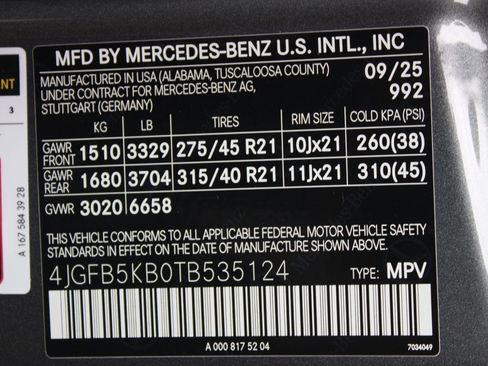 MFD BY MERCEDES-BENZ U.S. INTL., INC
MANUFACTURED IN USA (ALABAMA, TUSCALOOSA COUNTY)
UNDER CONTRACT FOR MERCEDES-BENZ AG,
STUTTGART (GERMANY)
09/25
992
KG LB TIRES RIM SIZE COLD KPA (PSI)
GAWR FRONT 1510 3329 275/45 R21 10Jx21 260(38)
GAWR REAR 1680 3704 315/40 R21 11Jx21 310(45)
GVWR 3020 6658
THIS VEHICLE CONFORMS TO ALL APPLICABLE FEDERAL MOTOR VEHICLE SAFETY
STANDARDS IN EFFECT ON THE DATE OF MANUFACTURE SHOWN ABOVE.
4JGFB5KB0TB535124 TYPE: MPV
A 000 817 52 04
7034049
3
A 167 584 39 28